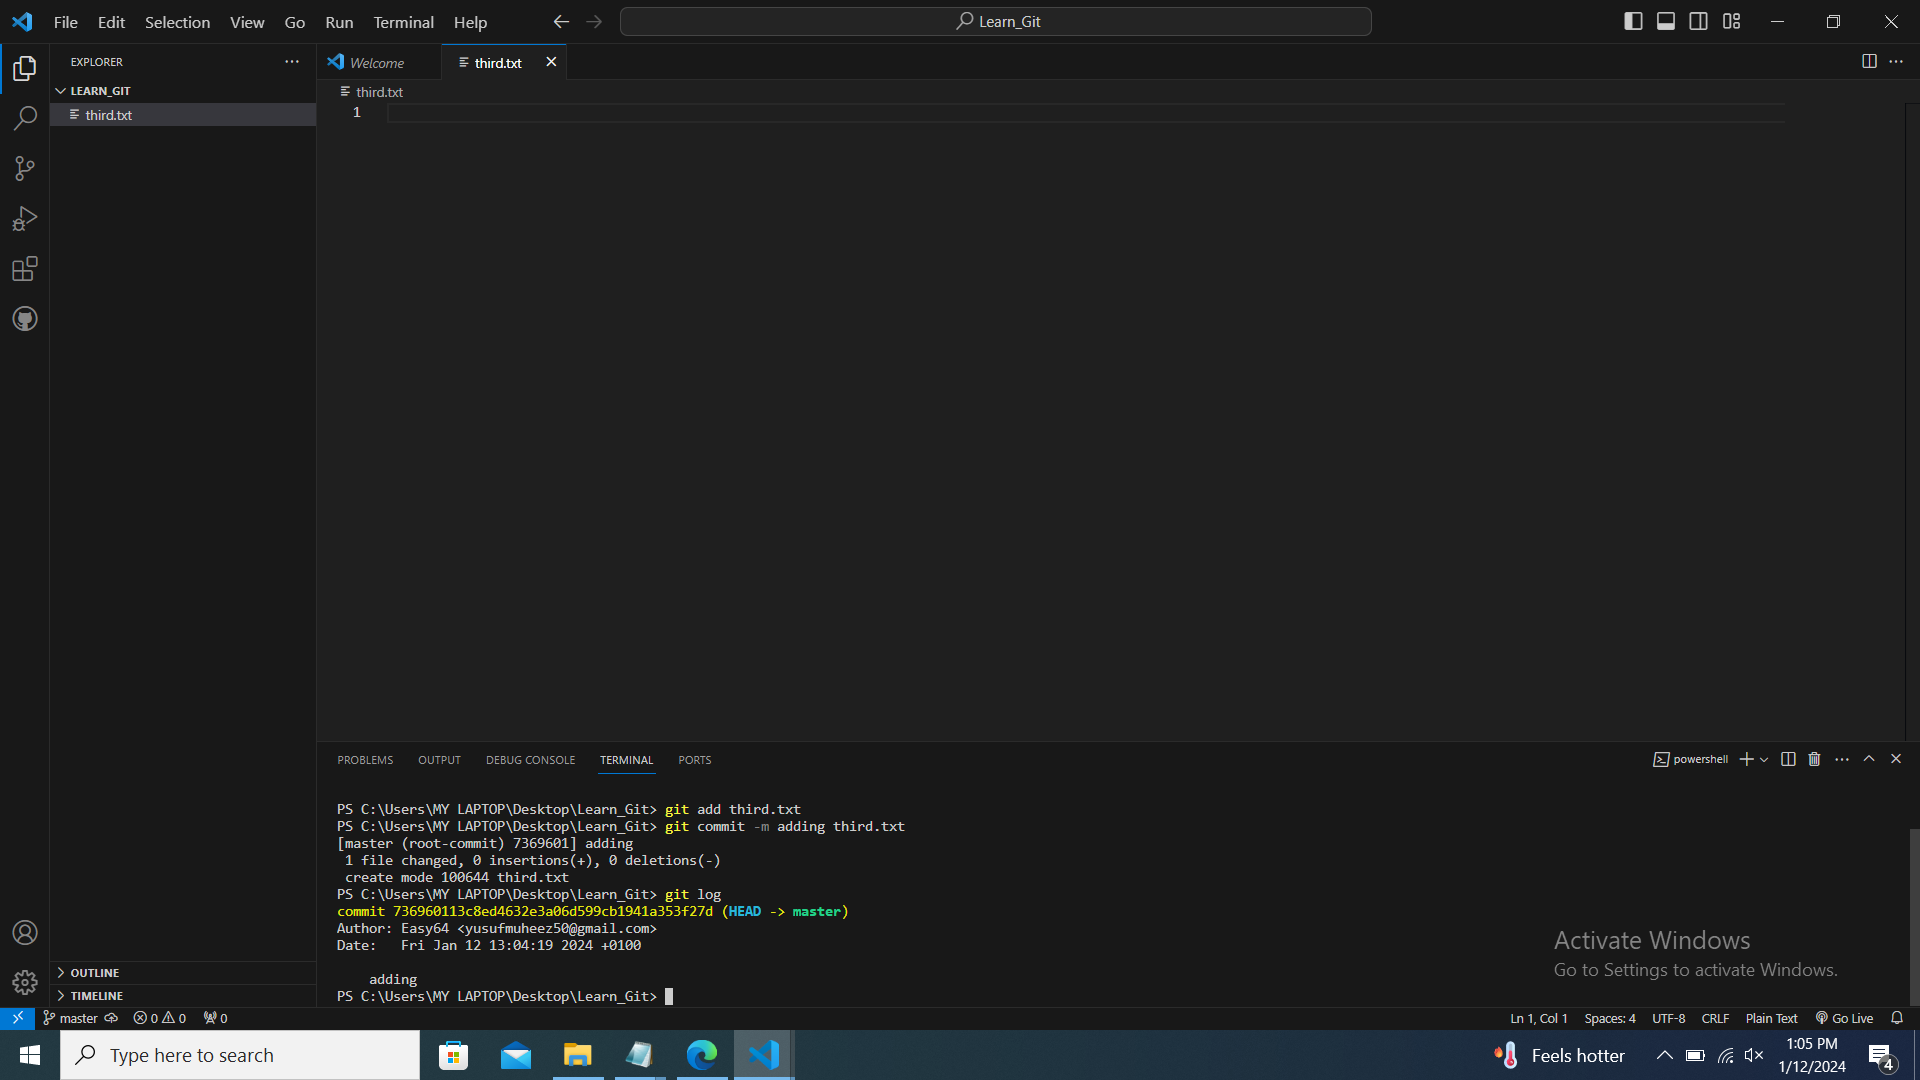 File Edit Selection View Go Run Terminal Help
Learn_Git
EXPLORER
LEARN_GIT
third.txt
OUTLINE
TIMELINE
Welcome
third.txt
third.txt
1
PROBLEMS OUTPUT DEBUG CONSOLE TERMINAL PORTS
powershell
PS C:\Users\MY LAPTOP\Desktop\Learn_Git> git add third.txt
PS C:\Users\MY LAPTOP\Desktop\Learn_Git> git commit -m adding third.txt
[master (root-commit) 7369601] adding
1 file changed, 0 insertions(+), 0 deletions(-)
create mode 100644 third.txt
PS C:\Users\MY LAPTOP\Desktop\Learn_Git> git log
commit 736960113c8ed4632e3a06d599cb1941a353f27d (HEAD -> master)
Author: Easy64 <yusufmuheez50@gmail.com>
Date: Fri Jan 12 13:04:19 2024 +0100
adding
PS C:\Users\MY LAPTOP\Desktop\Learn_Git>
Activate Windows
Go to Settings to activate Windows.
master 0 0 0
Ln 1, Col 1 Spaces: 4 UTF-8 CRLF Plain Text Go Live
Type here to search
Feels hotter
1:05 PM
1/12/2024
4